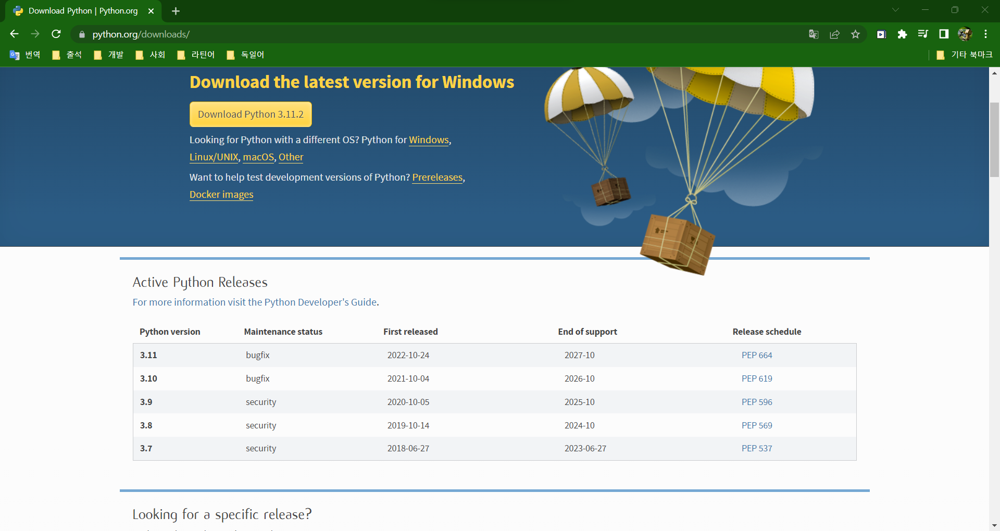 Download Python | Python.org
python.org/downloads/
번역 출석 개발 사회 라틴어 독일어 기타 북마크
Download the latest version for Windows
Download Python 3.11.2
Looking for Python with a different OS? Python for Windows,
Linux/UNIX, macOS, Other
Want to help test development versions of Python? Prereleases,
Docker images
Active Python Releases
For more information visit the Python Developer's Guide.
Python version Maintenance status First released End of support Release schedule
3.11 bugfix 2022-10-24 2027-10 PEP 664
3.10 bugfix 2021-10-04 2026-10 PEP 619
3.9 security 2020-10-05 2025-10 PEP 596
3.8 security 2019-10-14 2024-10 PEP 569
3.7 security 2018-06-27 2023-06-27 PEP 537
Looking for a specific release?